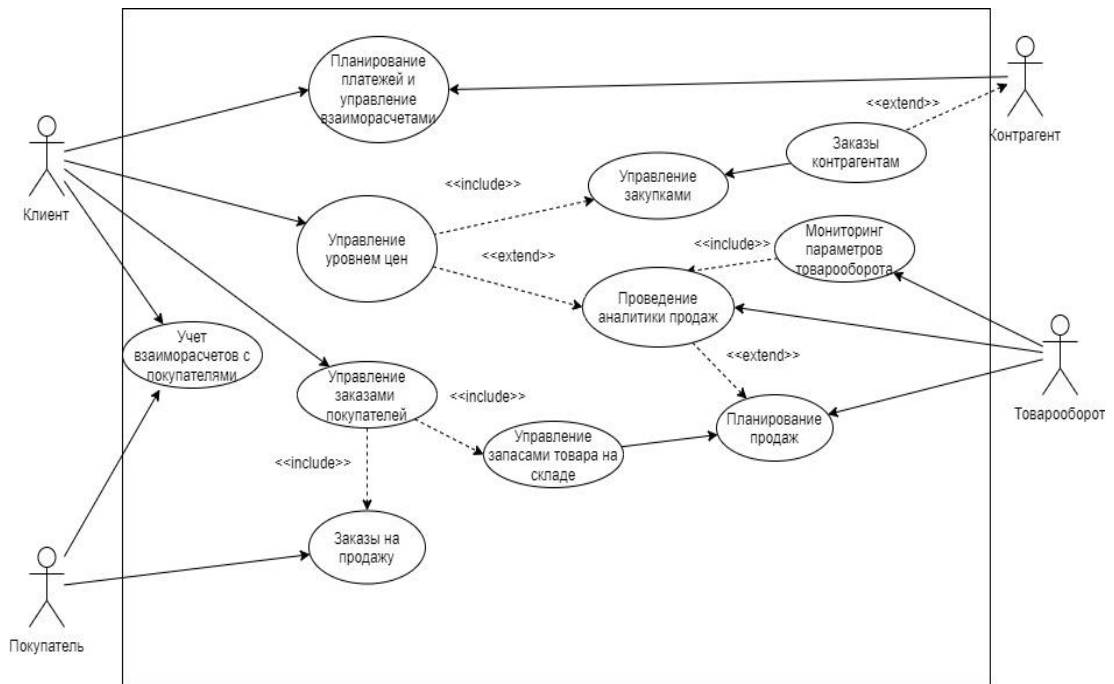 Планирование
платежей и
управление
взаиморасчетами
<<extend>>
Контрагент
Заказы
контрагентам
Клиент
<<include>>
Управление
закупками
Управление
уровнем цен
<<extend>>
<<include>>
Мониторинг
параметров
товарооборота
Проведение
аналитики продаж
Учет
взаиморасчетов с
покупателями
<<extend>>
Управление
заказами
покупателей
<<include>>
Планирование
продаж
Товарооборот
Управление
запасами товара на
складе
<<include>>
Заказы на
продажу
Покупатель